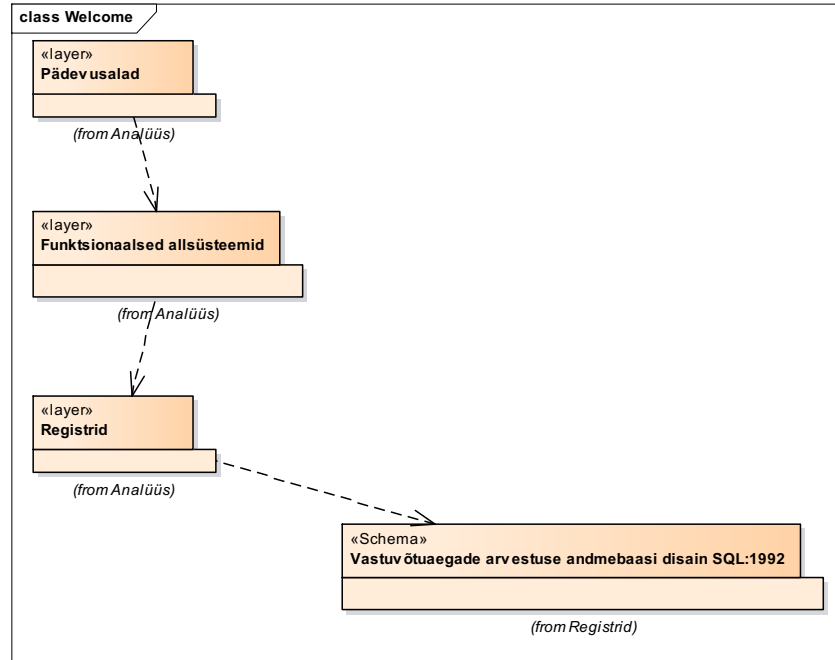 class Welcome
«layer»
Pädevusalad
(from Analüüs)
«layer»
Funktsionaalsed allsüsteemid
(from Analüüs)
«layer»
Registrid
(from Analüüs)
«Schema»
Vastuvõtuaegade arvestuse andmebaasi disain SQL:1992
(from Registrid)